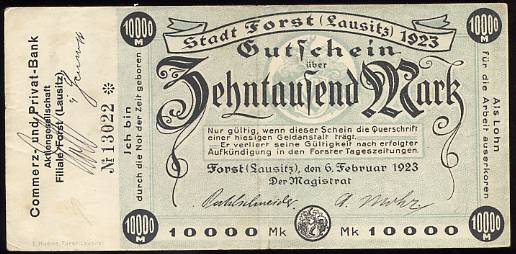 10000
M
Stadt Forst (Lausitz) 1923
10000
M
Gutschein
über
Zehntausend Mark
Nur gültig, wenn dieser Schein die Querschrift
einer hiesigen Geldanstalt trägt.
Er verliert seine Gültigkeit nach erfolgter
Aufkündigung in den Forster Tageszeitungen.
Forst (Lausitz), den 6. Februar 1923
Der Magistrat
10000 Mk
Mk 10000
10000
M
10000
M
Commerz- und Privat-Bank
Aktiengesellschaft
Filiale Forst (Lausitz)
№ 13022 *
Ich bin
durch die Not der Zeit geboren
Als Lohn
für die Arbeit auserkoren